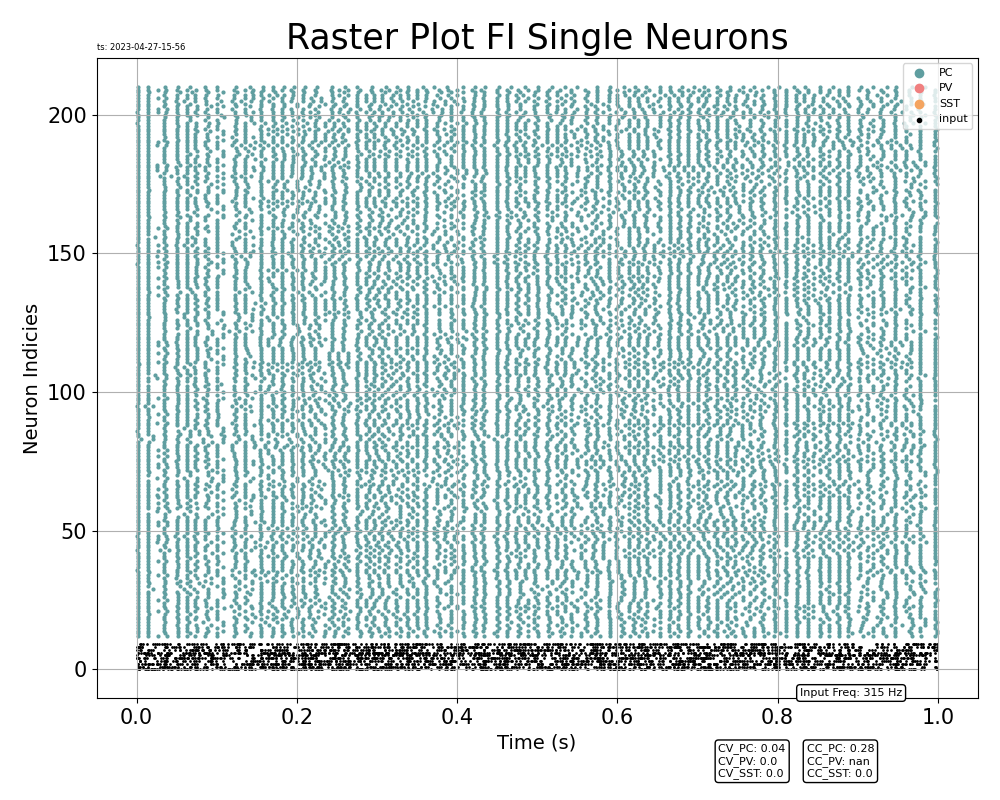 Raster Plot FI Single Neurons
ts: 2023-04-27-15-56
PC
PV
SST
input
200
150
100
50
0
Neuron Indicies
0.0 0.2 0.4 0.6 0.8 1.0
Time (s)
Input Freq: 315 Hz
CV_PC: 0.04
CV_PV: 0.0
CV_SST: 0.0
CC_PC: 0.28
CC_PV: nan
CC_SST: 0.0